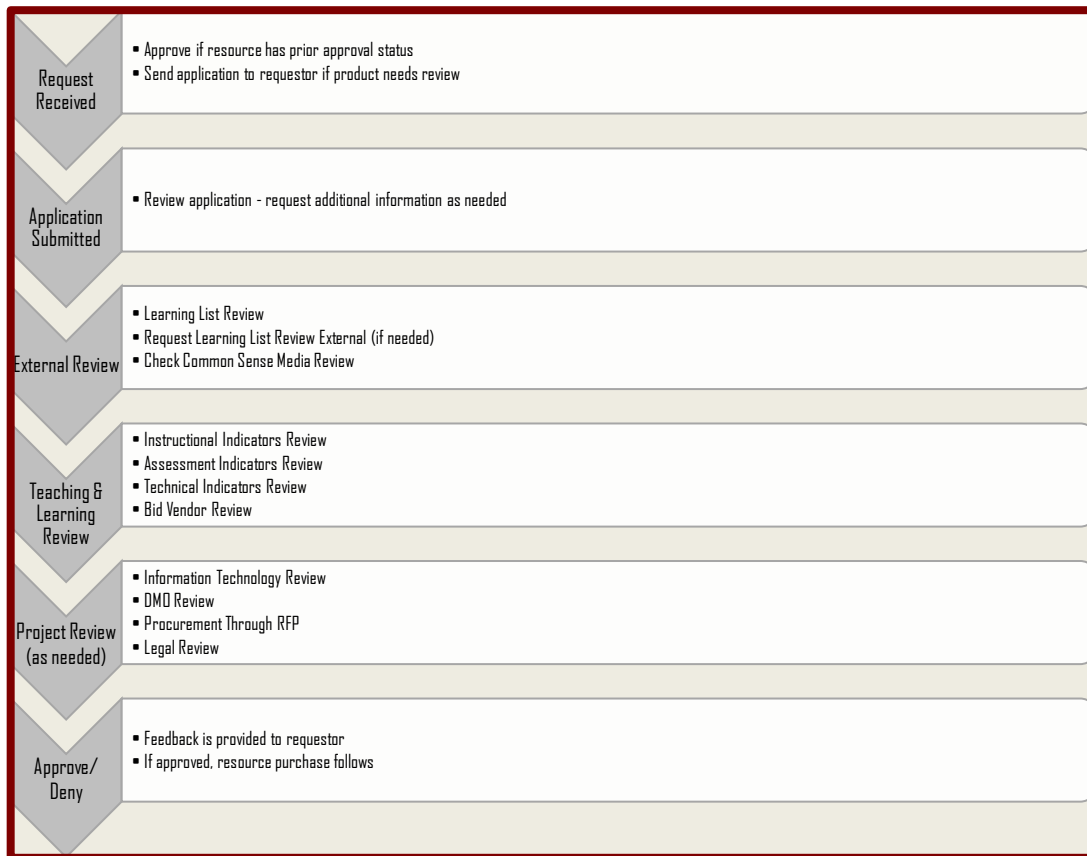 Request
Received
▪ Approve if resource has prior approval status
▪ Send application to requestor if product needs review
Application
Submitted
▪ Review application - request additional information as needed
External Review
▪ Learning List Review
▪ Request Learning List Review External (if needed)
▪ Check Common Sense Media Review
Teaching &
Learning
Review
▪ Instructional Indicators Review
▪ Assessment Indicators Review
▪ Technical Indicators Review
▪ Bid Vendor Review
Project Review
(as needed)
▪ Information Technology Review
▪ DMO Review
▪ Procurement Through RFP
▪ Legal Review
Approve/
Deny
▪ Feedback is provided to requestor
▪ If approved, resource purchase follows